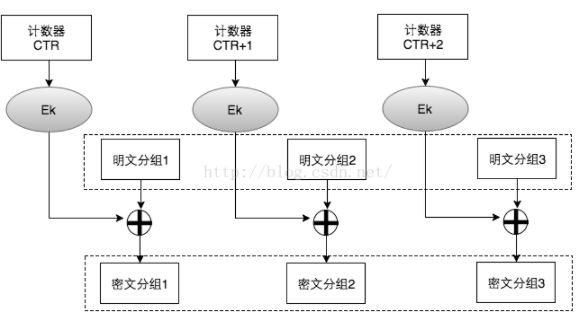 计数器
CTR
计数器
CTR+1
计数器
CTR+2
Ek
Ek
Ek
明文分组1
明文分组2
明文分组3
http://blog.csdn.net/
密文分组1
密文分组2
密文分组3